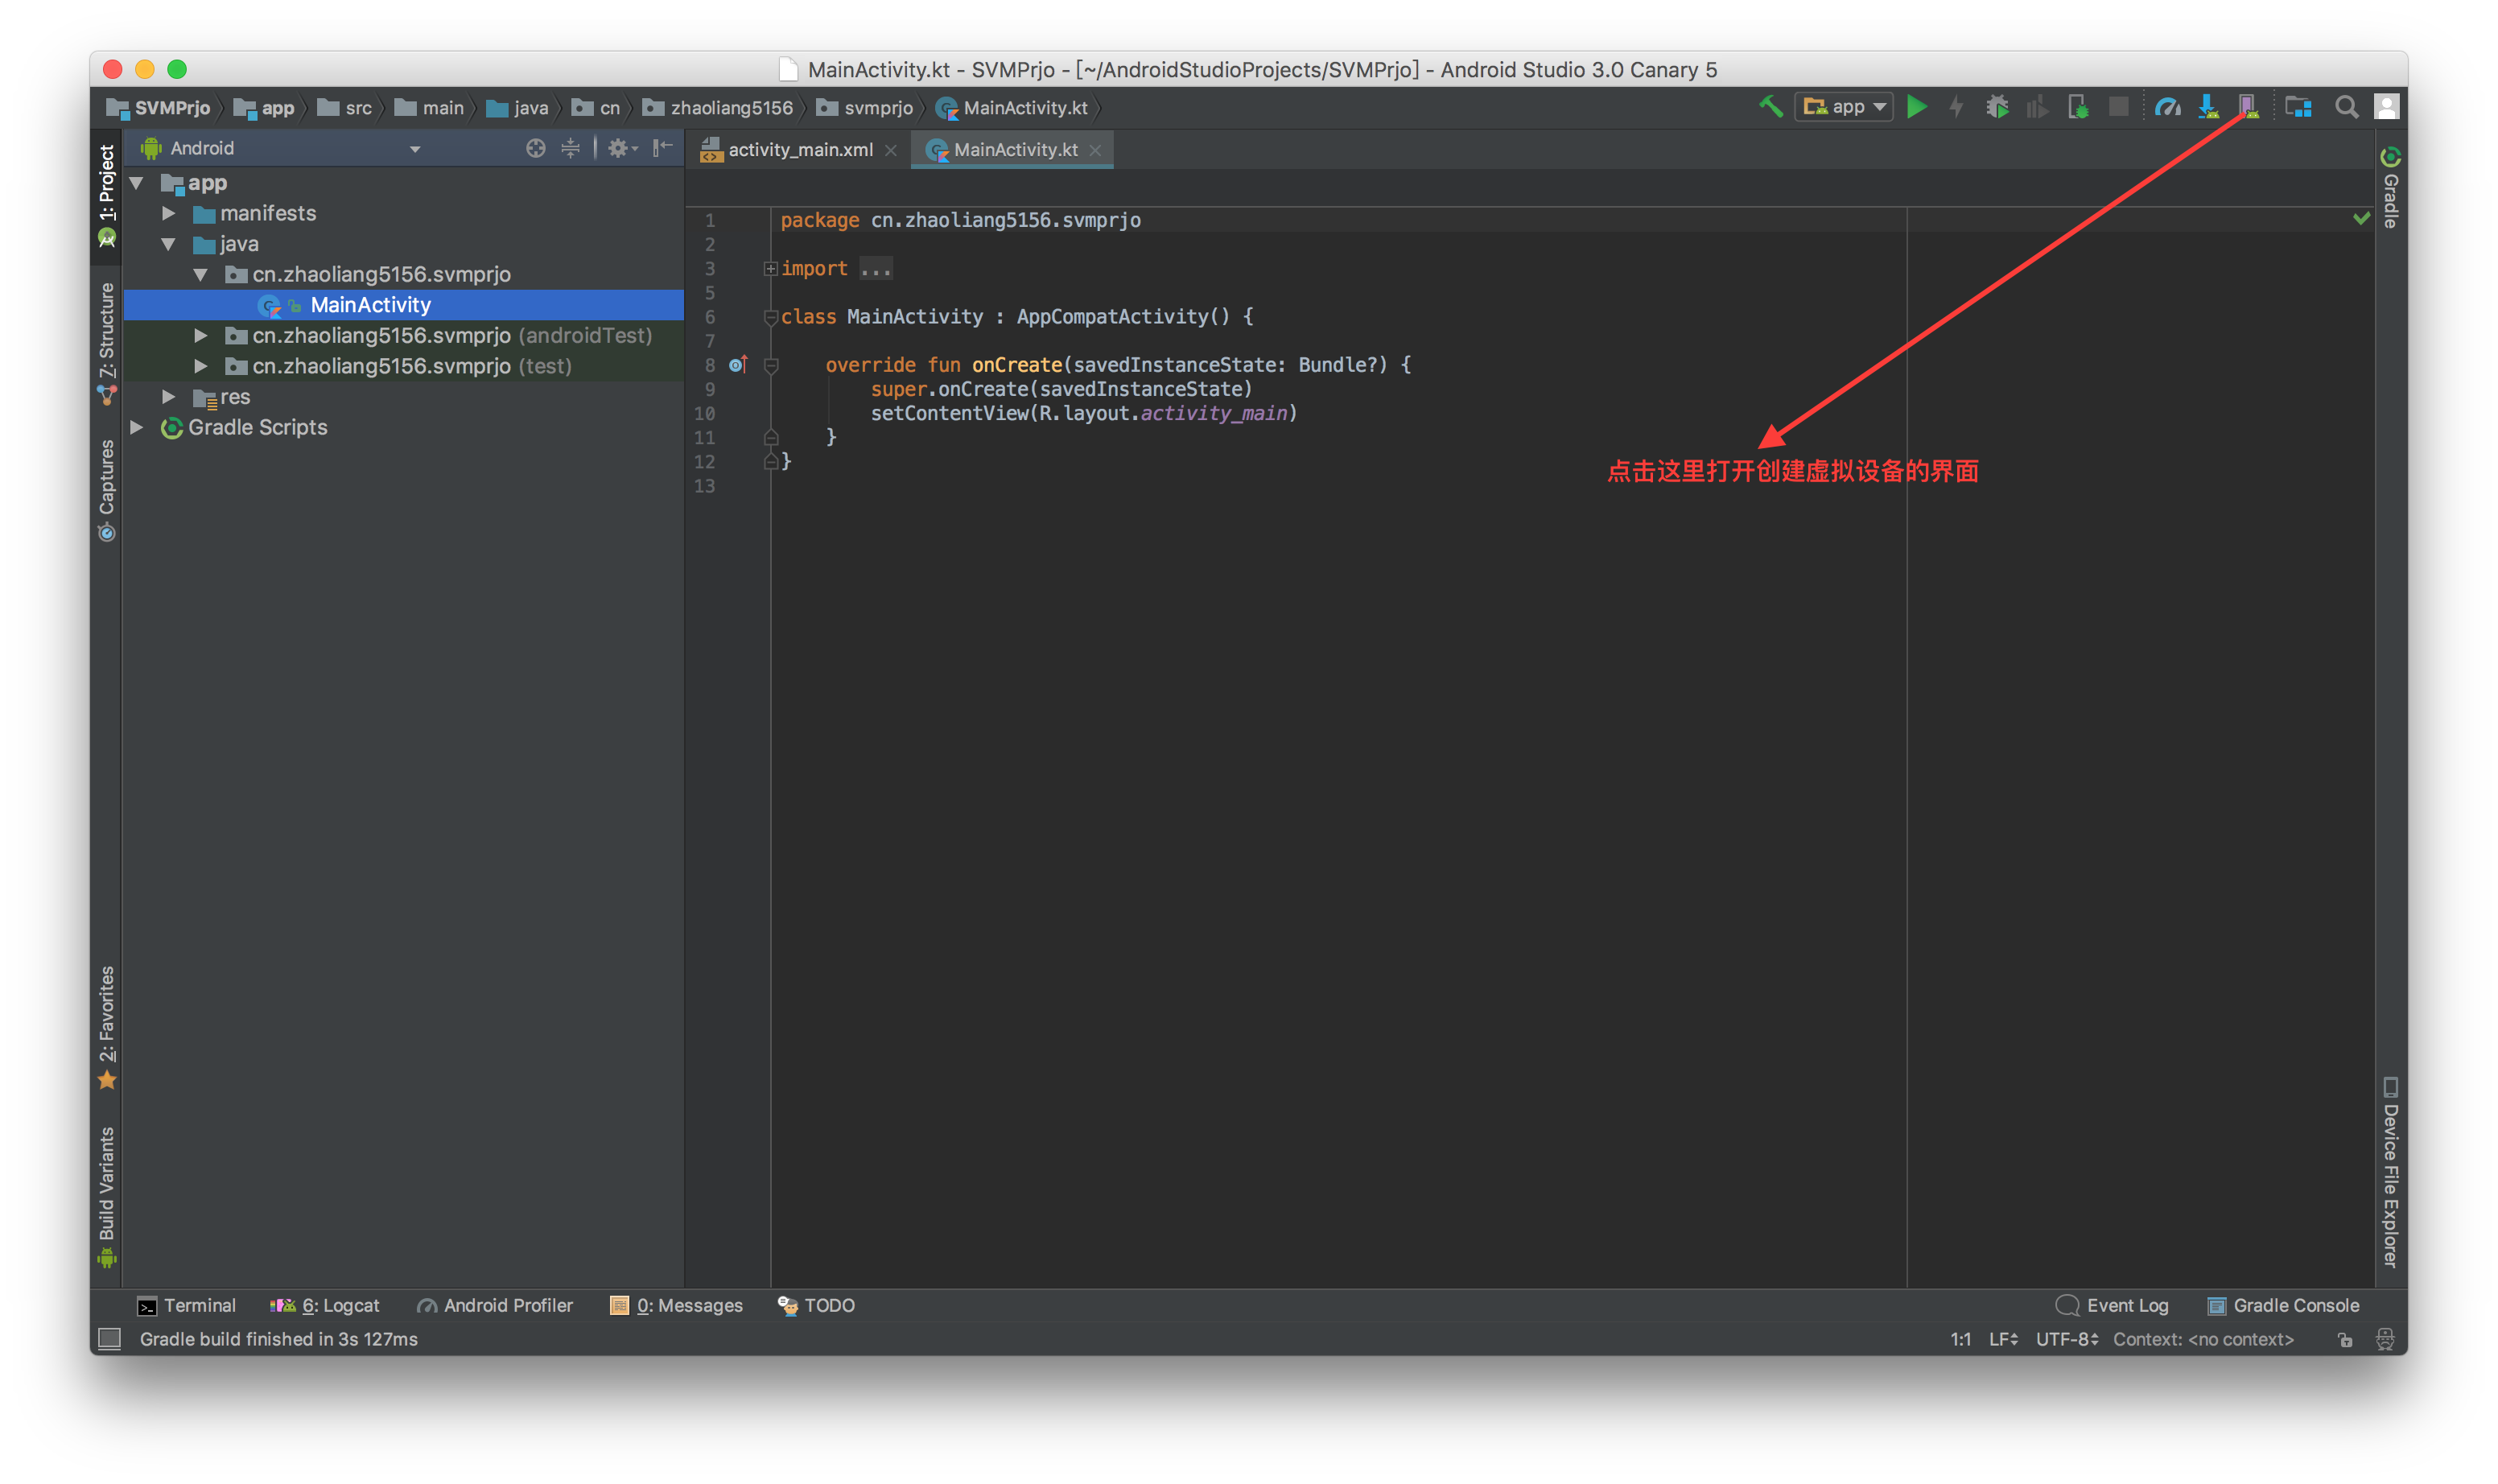 MainActivity.kt - SVMPrjo - [~/AndroidStudioProjects/SVMPrjo] - Android Studio 3.0 Canary 5
SVMPrjo app src main java cn zhaoliang5156 svmprjo MainActivity.kt app
Android
activity_main.xml MainActivity.kt
1: Project
7: Structure
Captures
2: Favorites
Build Variants
app
manifests
java
cn.zhaoliang5156.svmprjo
MainActivity
cn.zhaoliang5156.svmprjo (androidTest)
cn.zhaoliang5156.svmprjo (test)
res
Gradle Scripts
1 package cn.zhaoliang5156.svmprjo
2
3 import ...
5
6 class MainActivity : AppCompatActivity() {
7
8 override fun onCreate(savedInstanceState: Bundle?) {
9 super.onCreate(savedInstanceState)
10 setContentView(R.layout.activity_main)
11 }
12 }
13
点击这里打开创建虚拟设备的界面
Gradle
Device File Explorer
Terminal 6: Logcat Android Profiler 0: Messages TODO Event Log Gradle Console
Gradle build finished in 3s 127ms 1:1 LF UTF-8 Context: <no context>